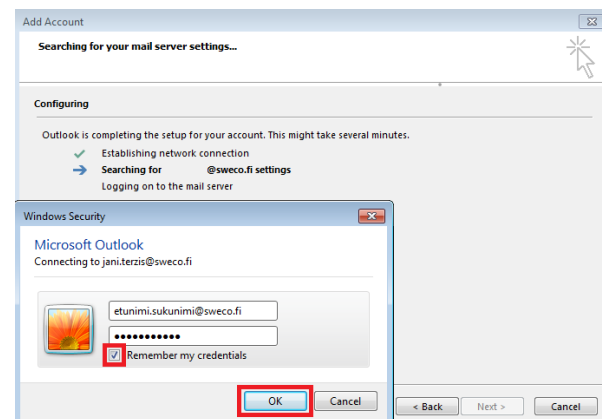 Add Account
Searching for your mail server settings...
Configuring
Outlook is completing the setup for your account. This might take several minutes.
Establishing network connection
Searching for @sweco.fi settings
Logging on to the mail server
Windows Security
Microsoft Outlook
Connecting to jani.terzis@sweco.fi
etunimi.sukunimi@sweco.fi
•••••••••••
Remember my credentials
OK Cancel
< Back Next > Cancel